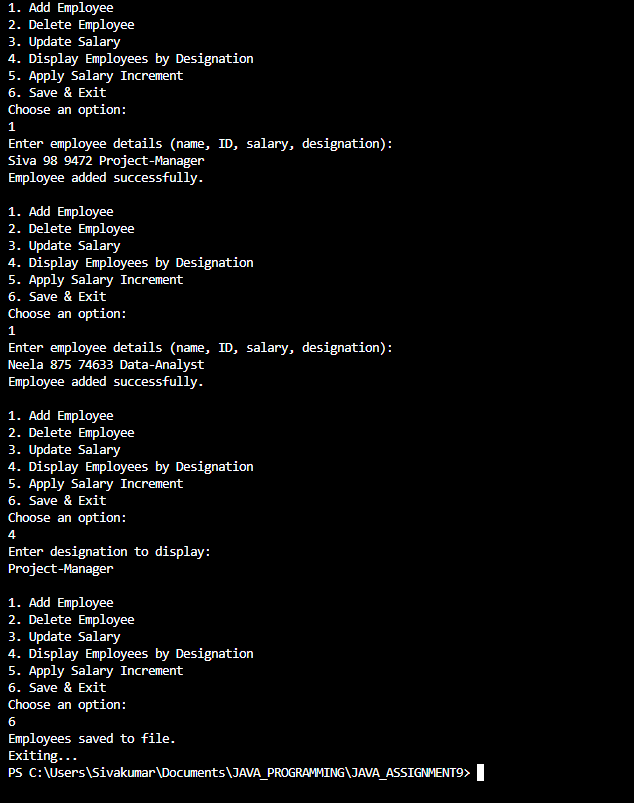 1. Add Employee
2. Delete Employee
3. Update Salary
4. Display Employees by Designation
5. Apply Salary Increment
6. Save & Exit
Choose an option:
1
Enter employee details (name, ID, salary, designation):
Siva 98 9472 Project-Manager
Employee added successfully.

1. Add Employee
2. Delete Employee
3. Update Salary
4. Display Employees by Designation
5. Apply Salary Increment
6. Save & Exit
Choose an option:
1
Enter employee details (name, ID, salary, designation):
Neela 875 74633 Data-Analyst
Employee added successfully.

1. Add Employee
2. Delete Employee
3. Update Salary
4. Display Employees by Designation
5. Apply Salary Increment
6. Save & Exit
Choose an option:
4
Enter designation to display:
Project-Manager

1. Add Employee
2. Delete Employee
3. Update Salary
4. Display Employees by Designation
5. Apply Salary Increment
6. Save & Exit
Choose an option:
6
Employees saved to file.
Exiting...
PS C:\Users\Sivakumar\Documents\JAVA_PROGRAMMING\JAVA_ASSIGNMENT9>